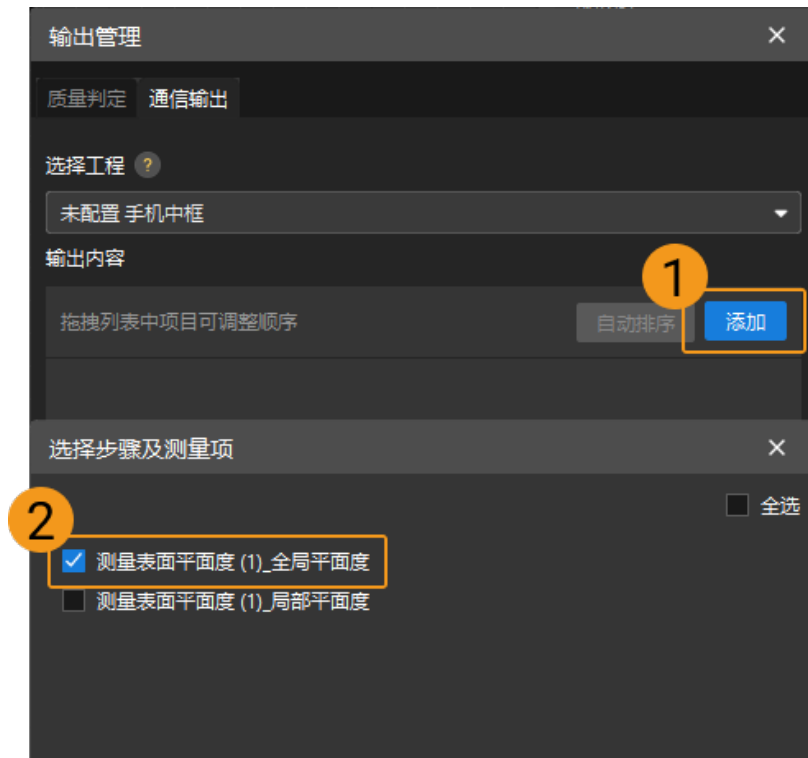 输出管理
质量判定 通信输出
选择工程 ?
未配置 手机中框
输出内容
1
拖拽列表中项目可调整顺序 自动排序 添加
选择步骤及测量项
全选
2
测量表面平面度 (1)_全局平面度
测量表面平面度 (1)_局部平面度